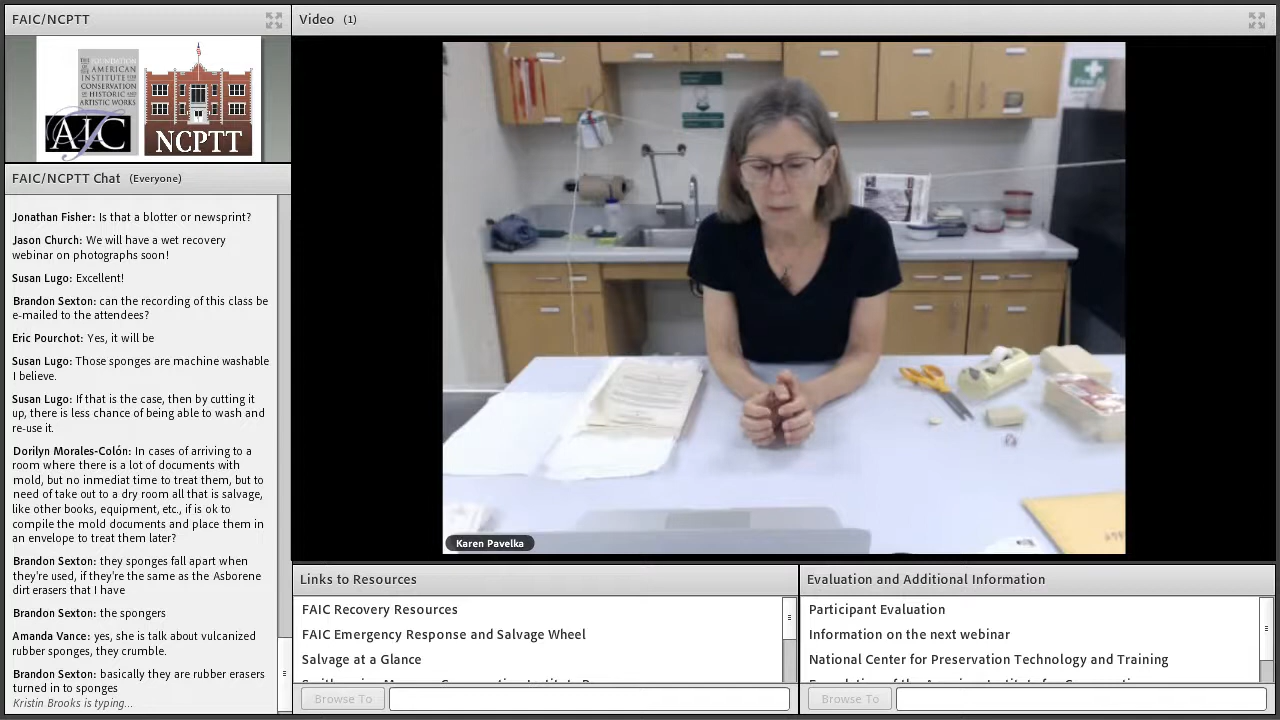 FAIC/NCPTT
THE FOUNDATION
OF THE AMERICAN
INSTITUTE FOR
CONSERVATION
OF HISTORIC AND
ARTISTIC WORKS
AIC
NCPTT
FAIC/NCPTT Chat (Everyone)
Jonathan Fisher: Is that a blotter or newsprint?
Jason Church: We will have a wet recovery
webinar on photographs soon!
Susan Lugo: Excellent!
Brandon Sexton: can the recording of this class be
e-mailed to the attendees?
Eric Pourchot: Yes, it will be
Susan Lugo: Those sponges are machine washable
I believe.
Susan Lugo: If that is the case, then by cutting it
up, there is less chance of being able to wash and
re-use it.
Dorilyn Morales-Colón: In cases of arriving to a
room where there is a lot of documents with
mold, but no inmediat time to treat them, but to
need of take out to a dry room all that is salvage,
like other books, equipment, etc., if is ok to
compile the mold documents and place them in
an envelope to treat them later?
Brandon Sexton: they sponges fall apart when
they're used, if they're the same as the Asborene
dirt erasers that I have
Brandon Sexton: the spongers
Amanda Vance: yes, she is talk about vulcanized
rubber sponges, they crumble.
Brandon Sexton: basically they are rubber erasers
turned in to sponges
Kristin Brooks is typing...
Video (1)
Karen Pavelka
Links to Resources
FAIC Recovery Resources
FAIC Emergency Response and Salvage Wheel
Salvage at a Glance
Browse To
Evaluation and Additional Information
Participant Evaluation
Information on the next webinar
National Center for Preservation Technology and Training
Browse To